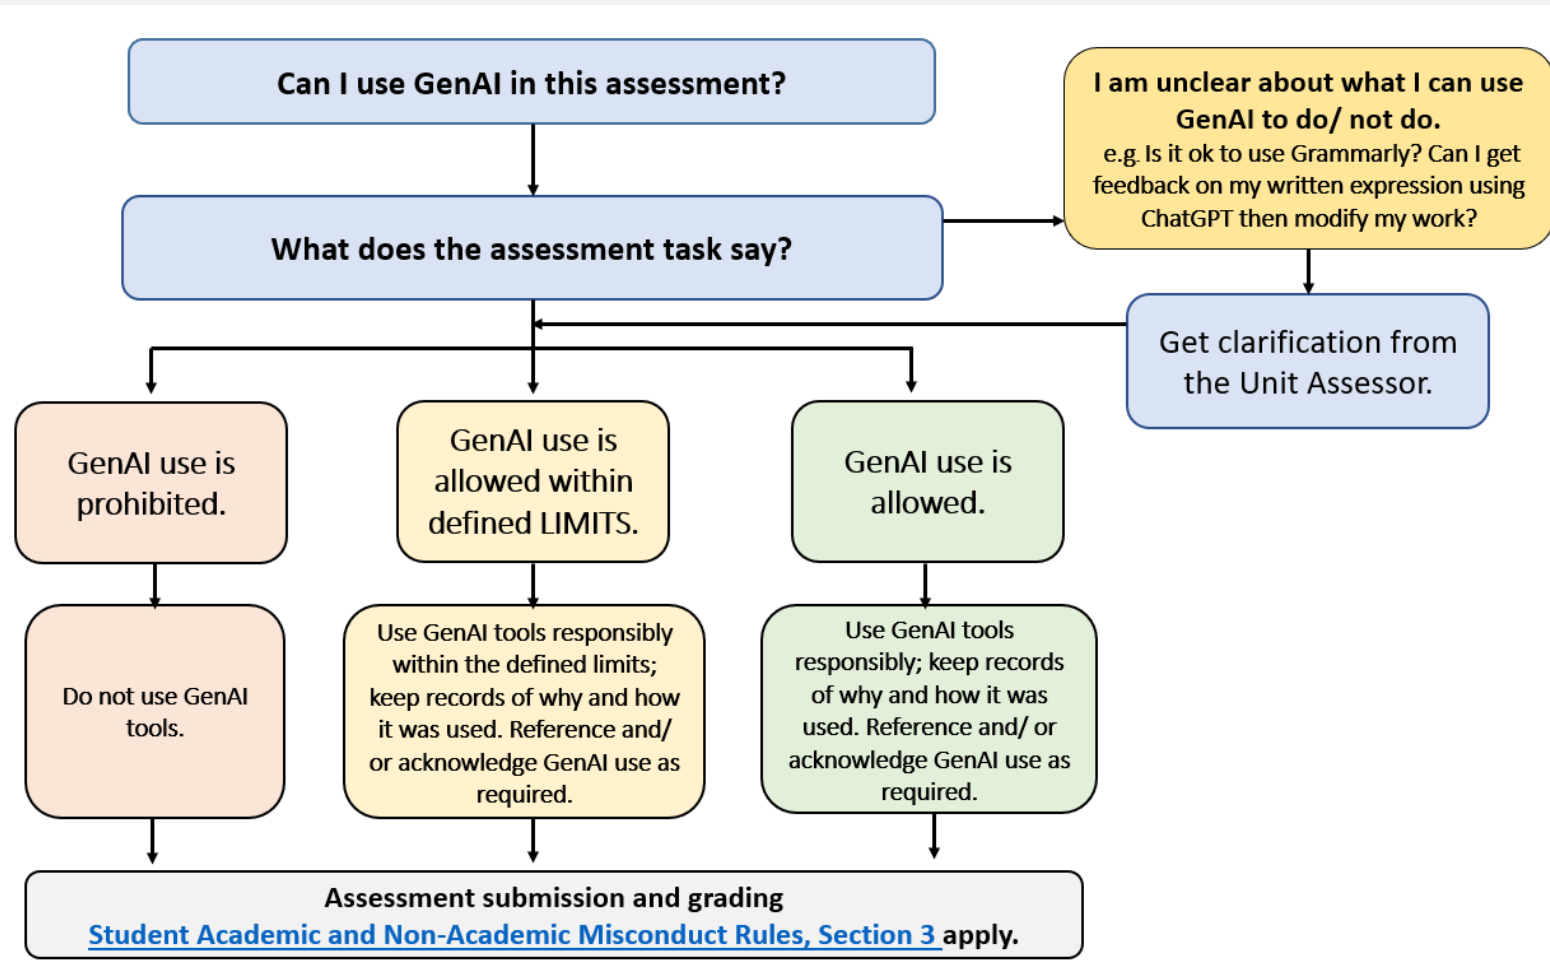 Can I use GenAI in this assessment?
I am unclear about what I can use
GenAI to do/ not do.
e.g. Is it ok to use Grammarly? Can I get
feedback on my written expression using
ChatGPT then modify my work?
What does the assessment task say?
Get clarification from
the Unit Assessor.
GenAI use is
prohibited.
GenAI use is
allowed within
defined LIMITS.
GenAI use is
allowed.
Do not use GenAI
tools.
Use GenAI tools responsibly
within the defined limits;
keep records of why and how
it was used. Reference and/
or acknowledge GenAI use as
required.
Use GenAI tools
responsibly; keep records
of why and how it was
used. Reference and/ or
acknowledge GenAI use as
required.
Assessment submission and grading
Student Academic and Non-Academic Misconduct Rules, Section 3 apply.